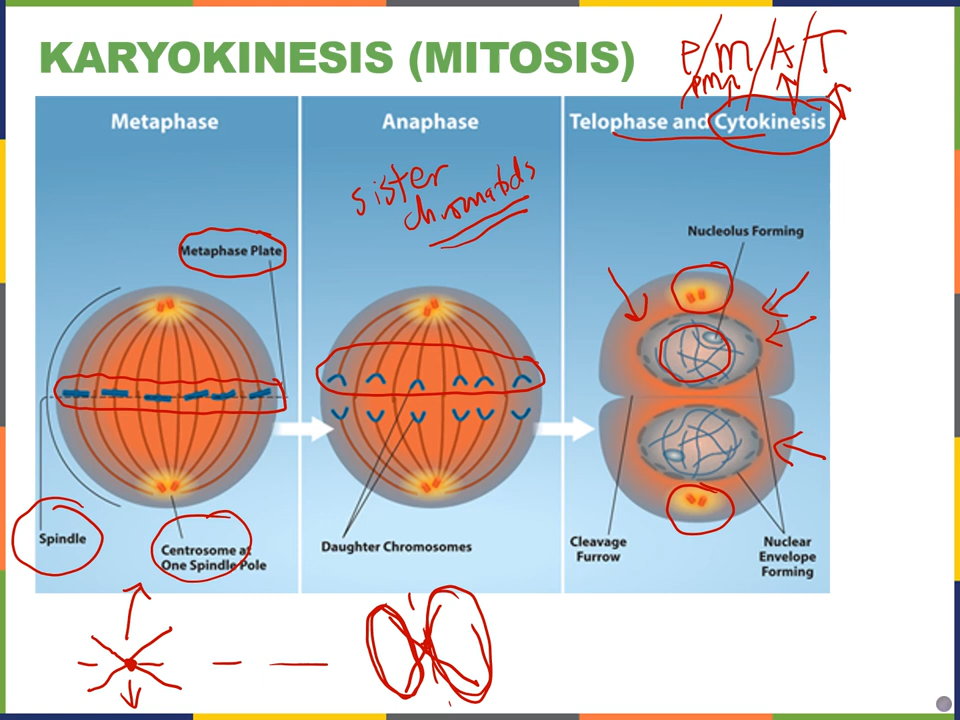 KARYOKINESIS (MITOSIS)
P/M/A/T
PMA
Metaphase
Anaphase
Telophase and Cytokinesis
sister
chromatids
Metaphase Plate
Nucleolus Forming
Spindle
Centrosome at
One Spindle Pole
Daughter Chromosomes
Cleavage
Furrow
Nuclear
Envelope
Forming